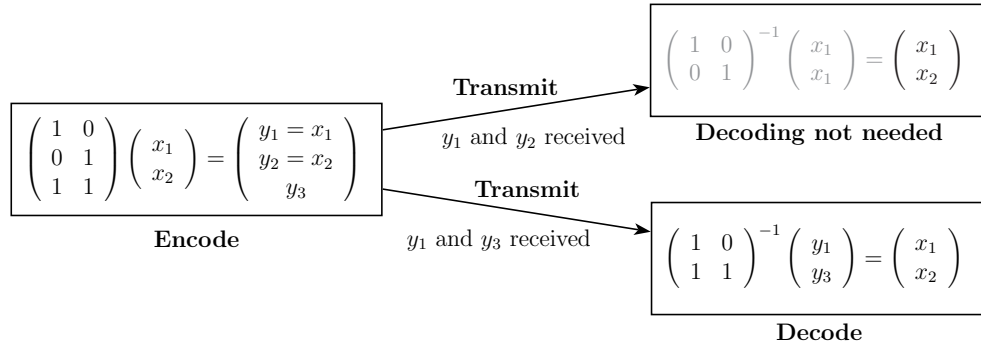 ( 1 0 ; 0 1 ; 1 1 ) ( x₁ ; x₂ ) = ( y₁ = x₁ ; y₂ = x₂ ; y₃ )
Encode
Transmit
y₁ and y₂ received
( 1 0 ; 0 1 )⁻¹ ( x₁ ; x₁ ) = ( x₁ ; x₂ )
Decoding not needed
Transmit
y₁ and y₃ received
( 1 0 ; 1 1 )⁻¹ ( y₁ ; y₃ ) = ( x₁ ; x₂ )
Decode